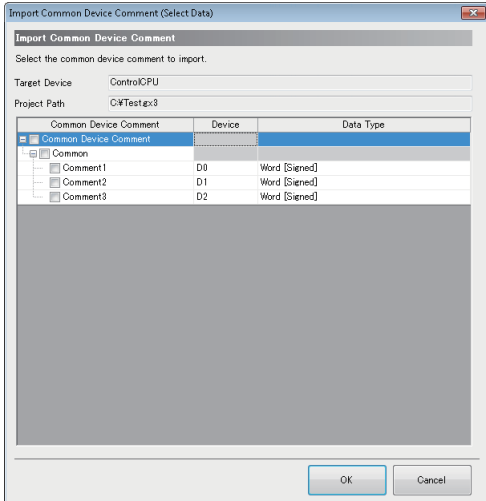 Import Common Device Comment (Select Data)
Import Common Device Comment
Select the common device comment to import.
Target Device ControlCPU
Project Path C:¥Test.gx3
Common Device Comment Device Data Type
Common Device Comment
Common
Comment1 D0 Word [Signed]
Comment2 D1 Word [Signed]
Comment3 D2 Word [Signed]
OK Cancel